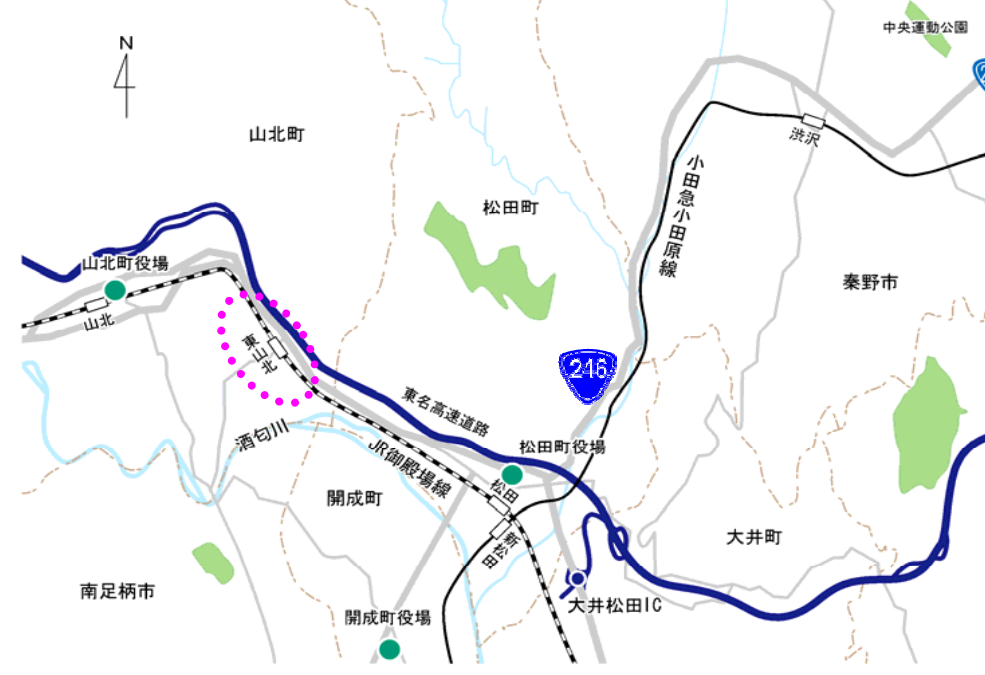 N
中央運動公園
山北町
渋沢
小田急小田原線
松田町
山北町役場
秦野市
山北
東山北
246
東名高速道路
酒匂川
松田町役場
JR御殿場線
松田
開成町
新松田
大井町
南足柄市
大井松田IC
開成町役場